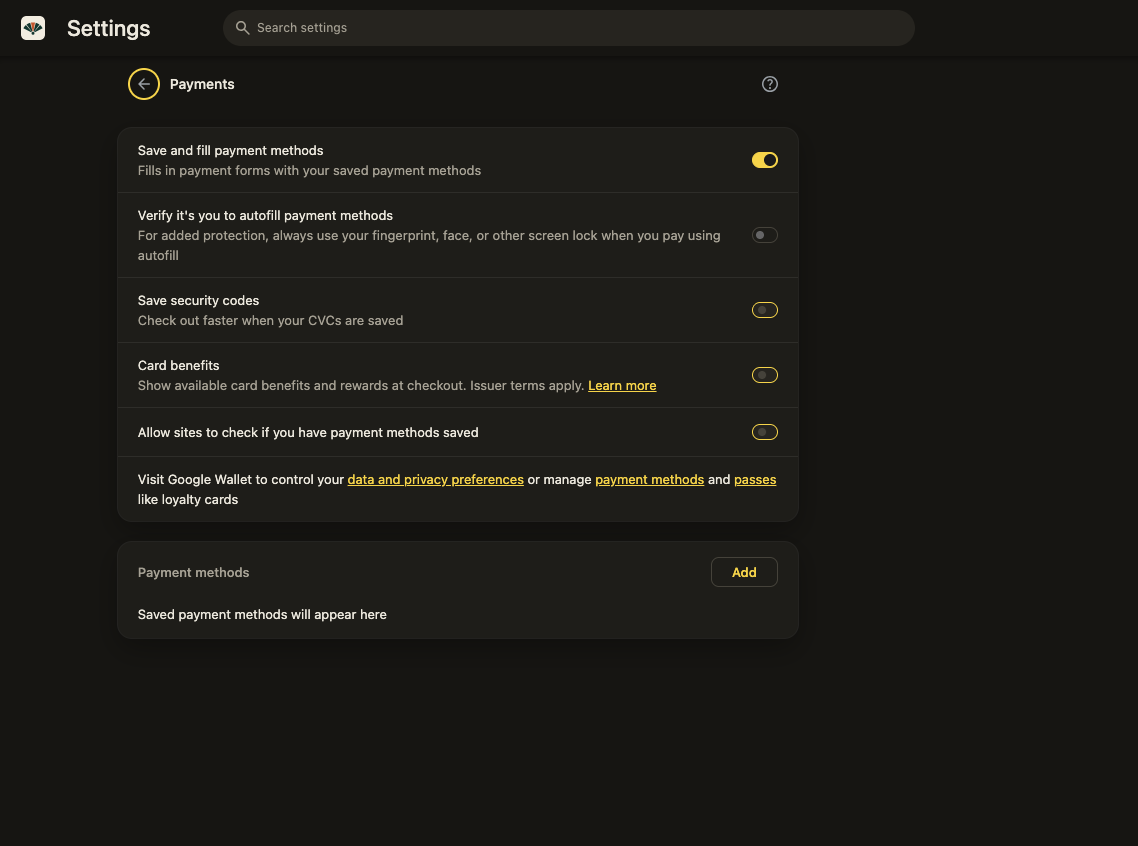 Settings
Search settings
Payments
Save and fill payment methods
Fills in payment forms with your saved payment methods
Verify it's you to autofill payment methods
For added protection, always use your fingerprint, face, or other screen lock when you pay using
autofill
Save security codes
Check out faster when your CVCs are saved
Card benefits
Show available card benefits and rewards at checkout. Issuer terms apply. Learn more
Allow sites to check if you have payment methods saved
Visit Google Wallet to control your data and privacy preferences or manage payment methods and passes
like loyalty cards
Payment methods
Add
Saved payment methods will appear here